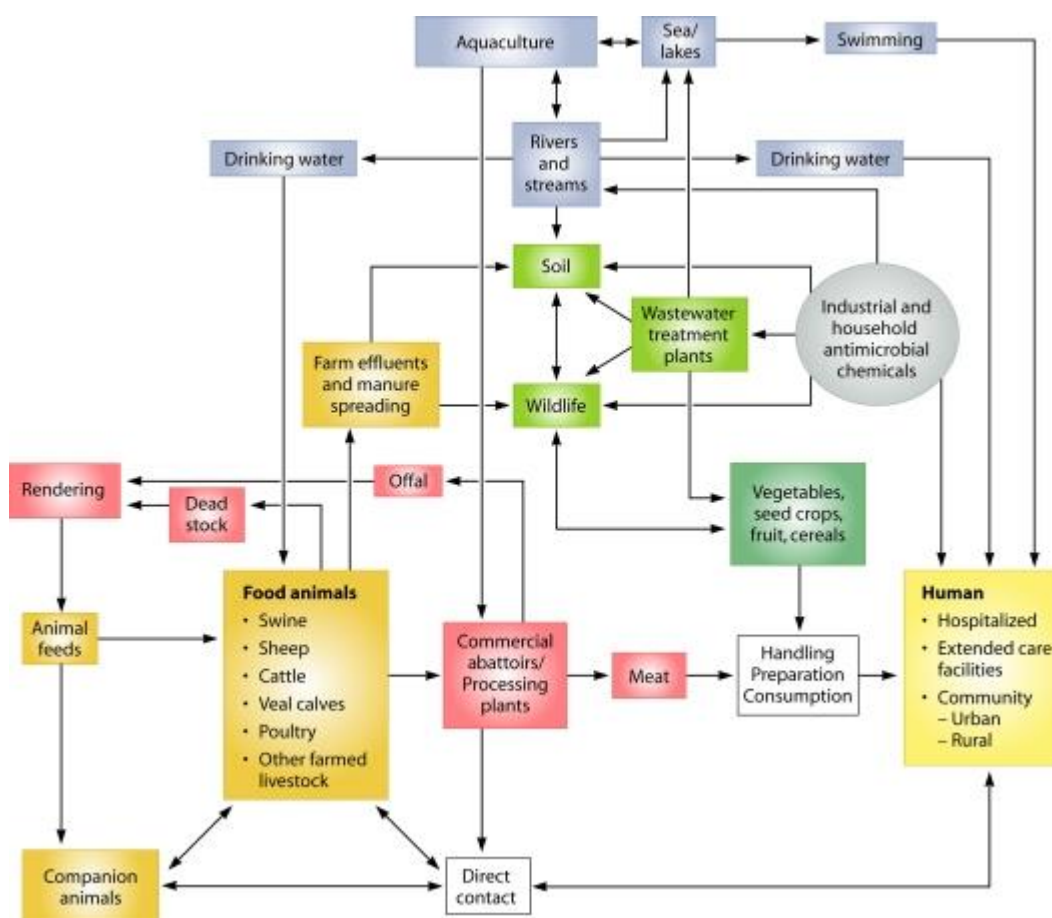 Aquaculture
Sea/
lakes
Swimming
Drinking water
Rivers
and
streams
Drinking water
Soil
Wastewater
treatment
plants
Industrial and
household
antimicrobial
chemicals
Farm effluents
and manure
spreading
Wildlife
Rendering
Offal
Dead
stock
Vegetables,
seed crops,
fruit, cereals
Animal
feeds
Food animals
• Swine
• Sheep
• Cattle
• Veal calves
• Poultry
• Other farmed
livestock
Commercial
abattoirs/
Processing
plants
Meat
Handling
Preparation
Consumption
Human
• Hospitalized
• Extended care
facilities
• Community
– Urban
– Rural
Companion
animals
Direct
contact